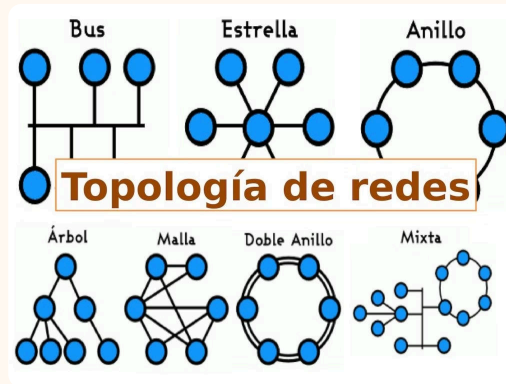 Bus
Estrella
Anillo
Topología de redes
Árbol
Malla
Doble Anillo
Mixta